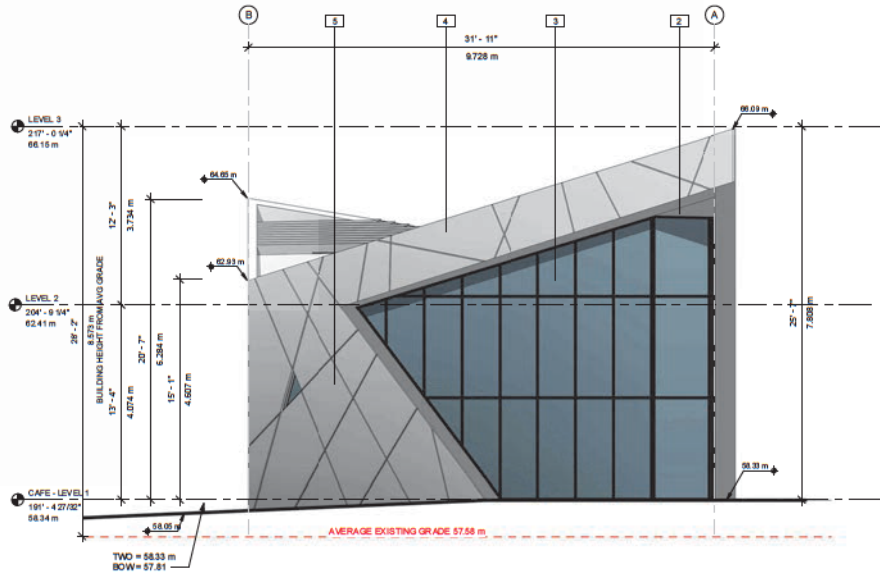 B
5
4
3
2
A
31' - 11"
9.728 m
LEVEL 3
217' - 0 1/4"
66.15 m
66.09 m
64.65 m
12' - 3"
3.734 m
62.93 m
LEVEL 2
204' - 9 1/4"
62.41 m
28' - 2"
8.573 m
BUILDING HEIGHT FROM AVG GRADE
13' - 4"
4.074 m
20' - 7"
6.284 m
15' - 1"
4.607 m
25' -
7.808 m
CAFE - LEVEL 1
191' - 4 27/32"
58.34 m
58.33 m
58.05 m
AVERAGE EXISTING GRADE 57.58 m
TWO = 58.33 m
BOW = 57.81